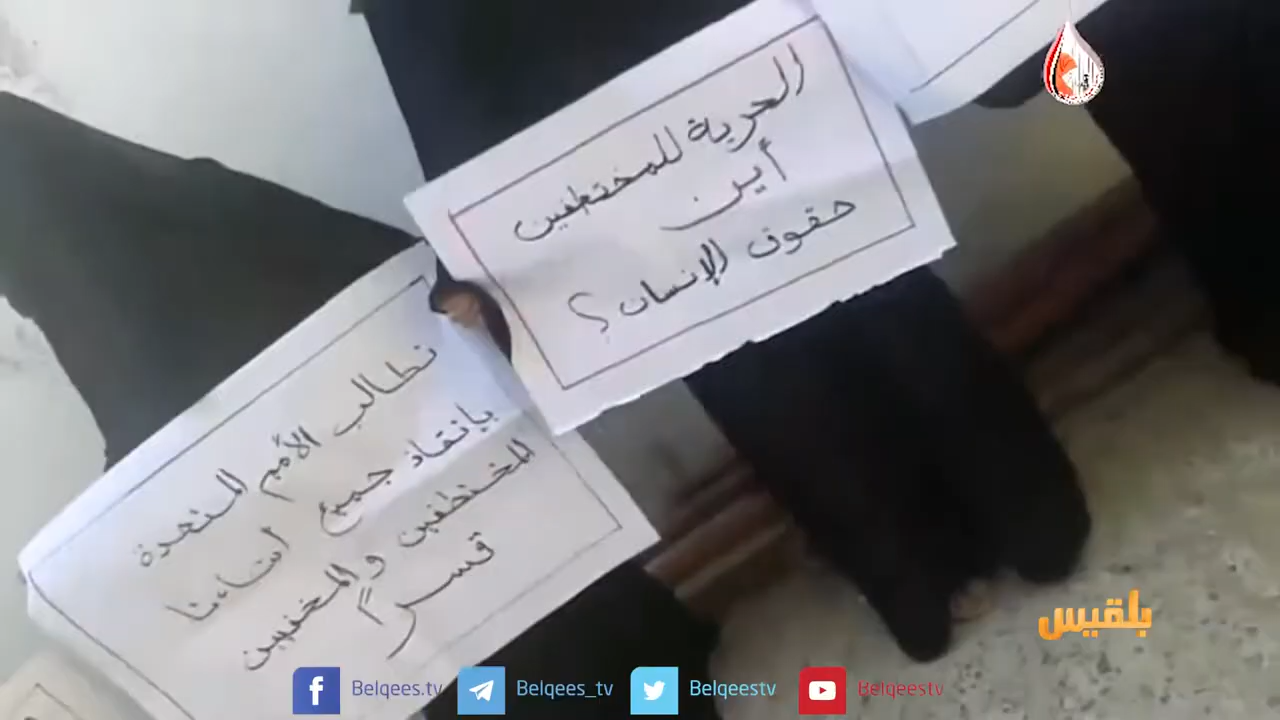 الحرية للمختطفين
أين
حقوق الإنسان؟
نطالب الأمم المتحدة
بإنقاذ جميع أبناءنا
المختطفين والمخفيين
قسراً
بلقيس
Belqees.tv
Belqees_tv
Belqeestv
Belqeestv